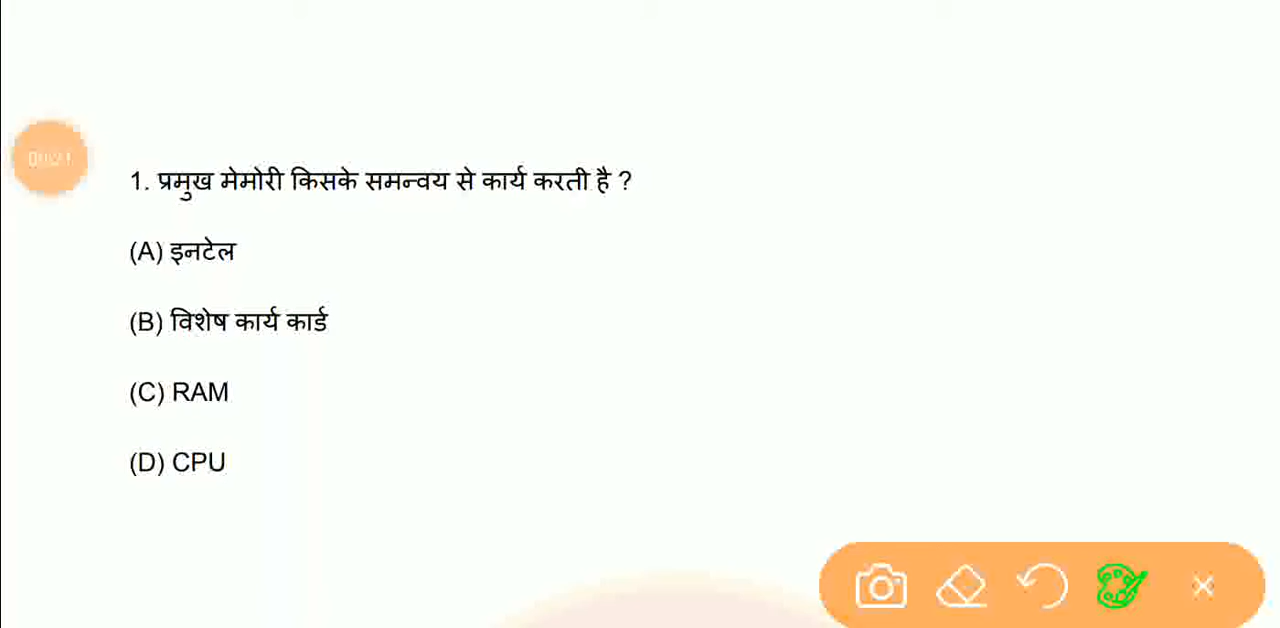 1. प्रमुख मेमोरी किसके समन्वय से कार्य करती है ?
(A) इनटेल
(B) विशेष कार्य कार्ड
(C) RAM
(D) CPU